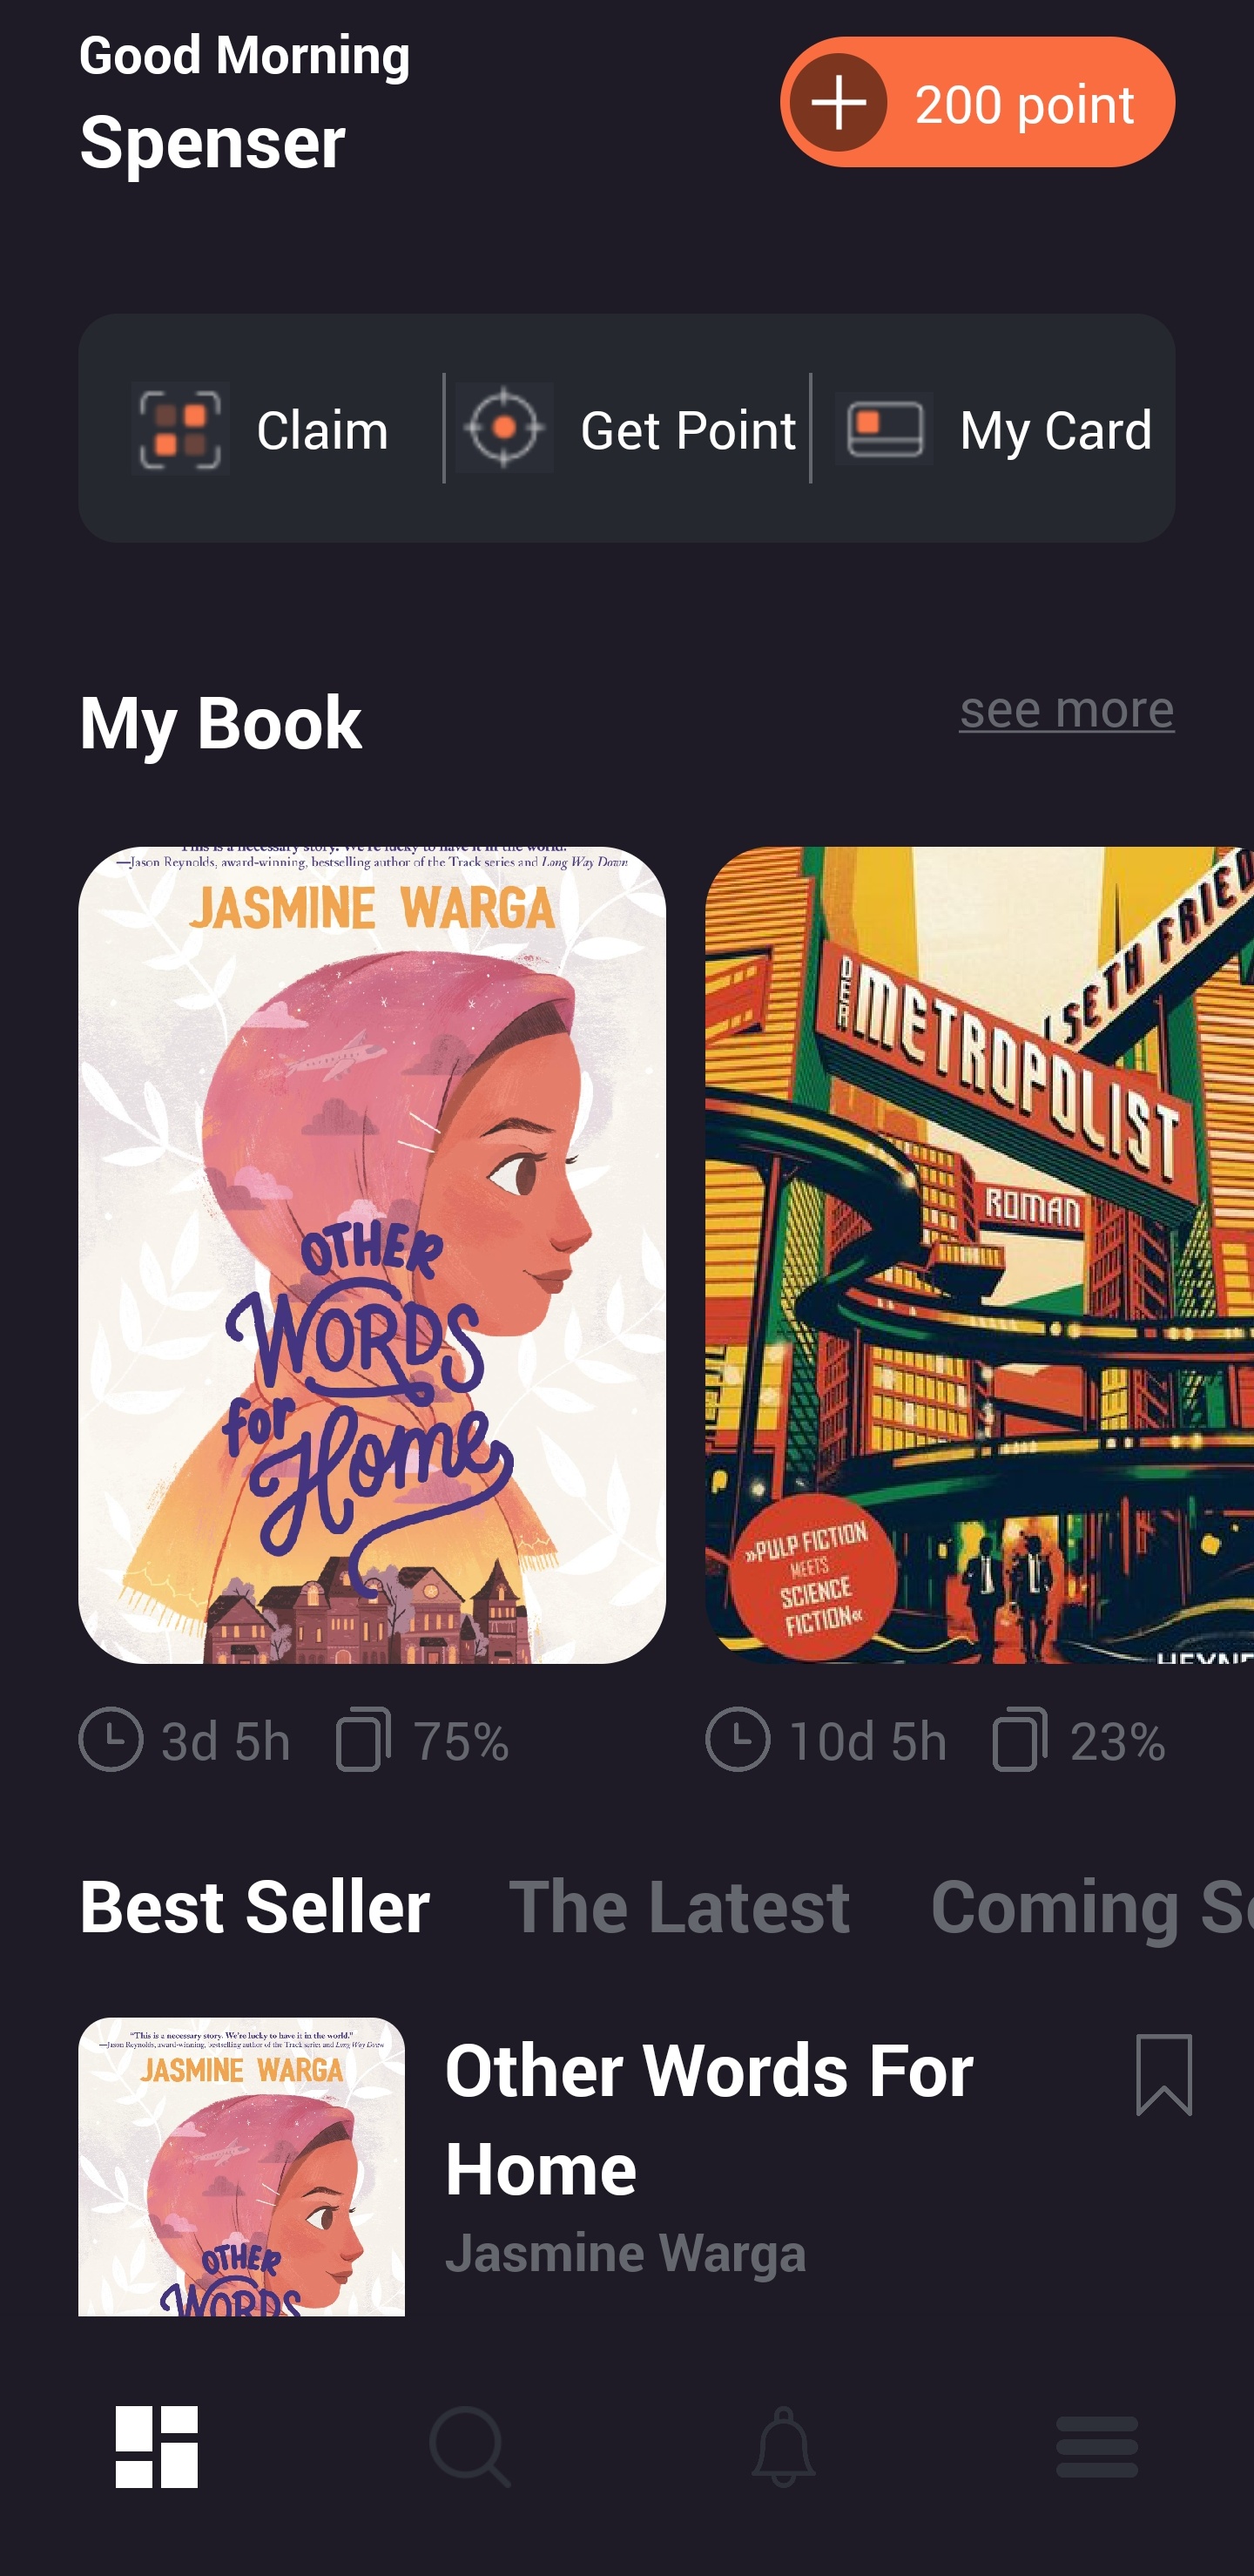 Good Morning
Spenser
200 point
Claim
Get Point
My Card
My Book
see more
This is a necessary story. We're lucky to have it in the world.
—Jason Reynolds, award-winning, bestselling author of the Track series and Long Way Down
JASMINE WARGA
OTHER
WORDS
for
Home
SETH FRIED
DER
METROPOLIST
ROMAN
»PULP FICTION
MEETS
SCIENCE
FICTION«
HEYNE
3d 5h
75%
10d 5h
23%
Best Seller
The Latest
Coming So
"This is a necessary story. We're lucky to have it in the world."
—Jason Reynolds, award-winning, bestselling author of the Track series and Long Way Down
JASMINE WARGA
OTHER
WORDS
Other Words For
Home
Jasmine Warga